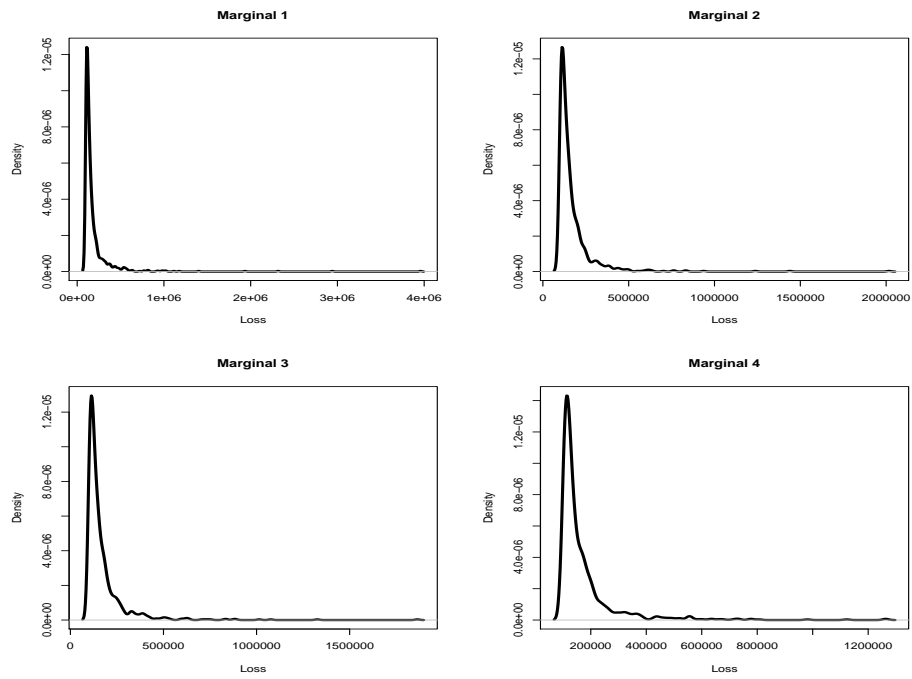 Marginal 1
Density
0.0e+00 4.0e-06 8.0e-06 1.2e-05
0e+00 1e+06 2e+06 3e+06 4e+06
Loss
Marginal 2
Density
0.0e+00 4.0e-06 8.0e-06 1.2e-05
0 500000 1000000 1500000 2000000
Loss
Marginal 3
Density
0.0e+00 4.0e-06 8.0e-06 1.2e-05
0 500000 1000000 1500000
Loss
Marginal 4
Density
0.0e+00 4.0e-06 8.0e-06 1.2e-05
200000 400000 600000 800000 1200000
Loss